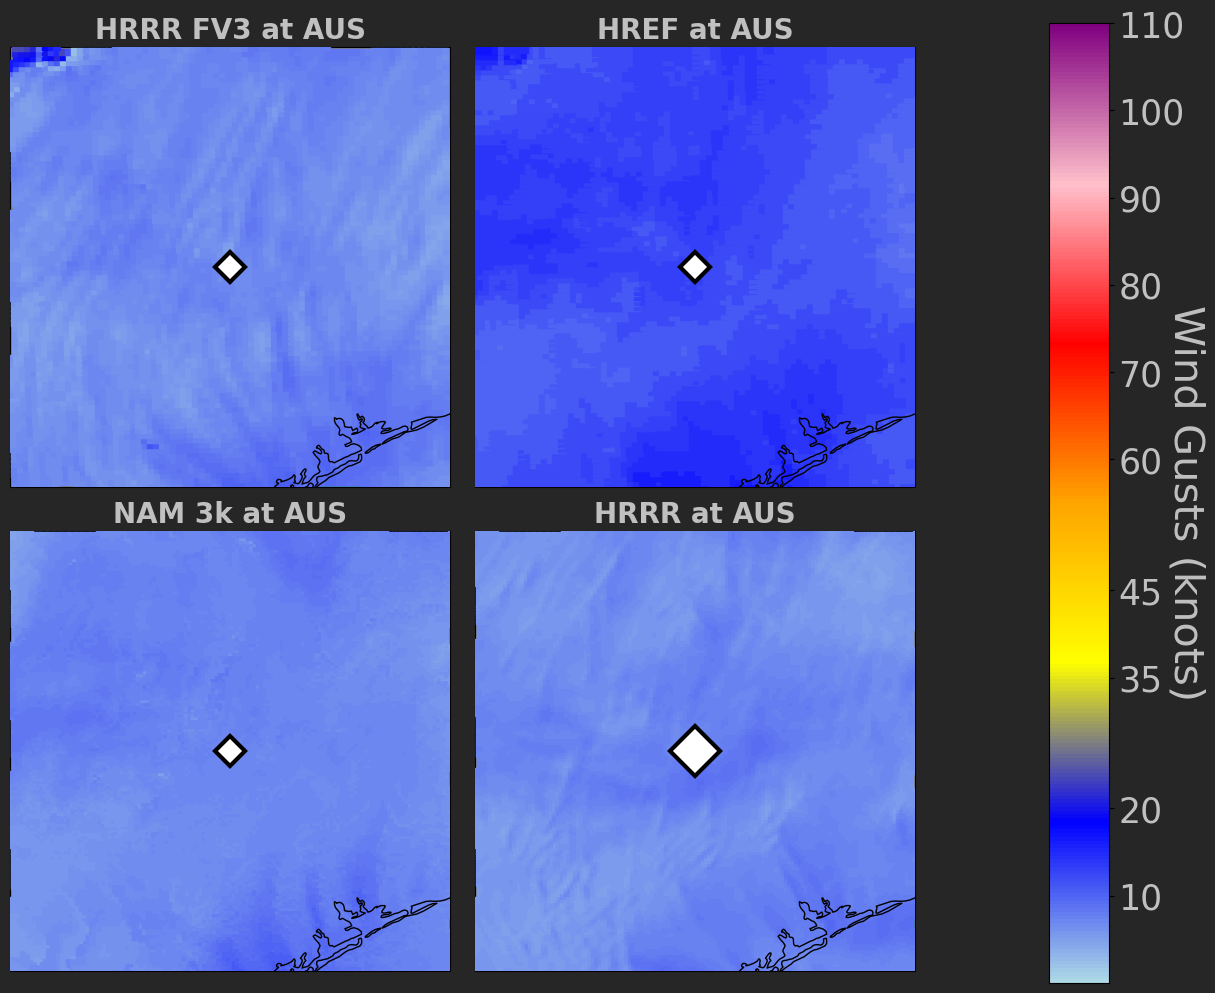 HRRR FV3 at AUS
HREF at AUS
NAM 3k at AUS
HRRR at AUS
110
100
90
80
70
60
45
35
20
10
Wind Gusts (knots)